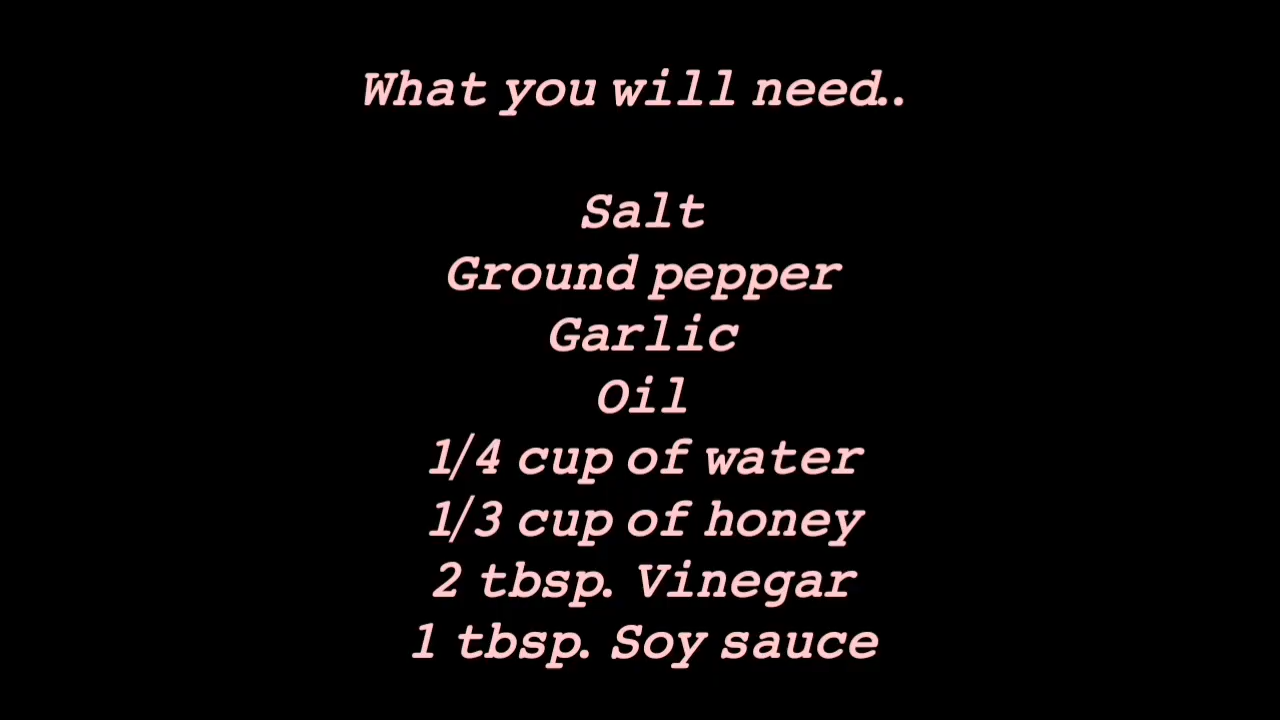 What you will need..
Salt
Ground pepper
Garlic
Oil
1/4 cup of water
1/3 cup of honey
2 tbsp. Vinegar
1 tbsp. Soy sauce